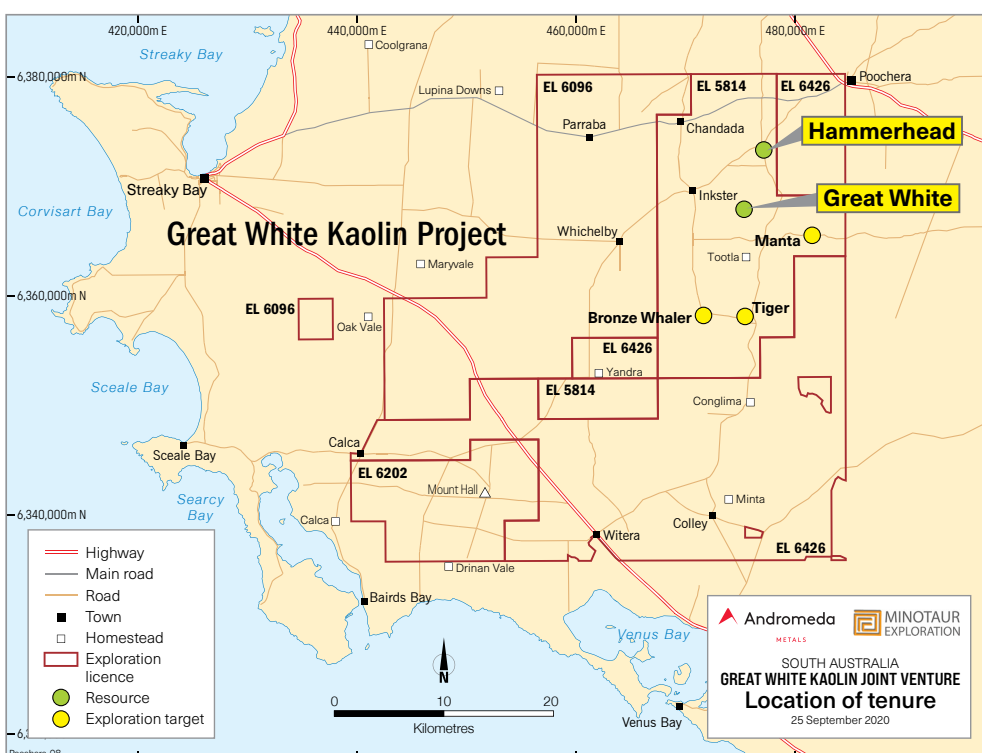 420,000m E
440,000m E
460,000m E
480,000m E
Streaky Bay
Coolgrana
6,380,000m N
Poochera
EL 6096
EL 5814
EL 6426
Lupina Downs
Parraba
Chandada
Hammerhead
Streaky Bay
Inkster
Great White
Corvisart Bay
Great White Kaolin Project
Whichelby
Manta
Maryvale
Tootla
6,360,000m N
EL 6096
Oak Vale
Bronze Whaler
Tiger
EL 6426
Yandra
Sceale Bay
EL 5814
Conglima
Calca
Sceale Bay
EL 6202
Mount Hall
Searcy
Bay
Minta
6,340,000m N
Calca
Colley
Witera
EL 6426
Drinan Vale
Bairds Bay
Venus Bay
Venus Bay
Highway
Main road
Road
Town
Homestead
Exploration
licence
Resource
Exploration target
N
0 10 20
Kilometres
Andromeda
METALS
MINOTAUR
EXPLORATION
SOUTH AUSTRALIA
GREAT WHITE KAOLIN JOINT VENTURE
Location of tenure
25 September 2020